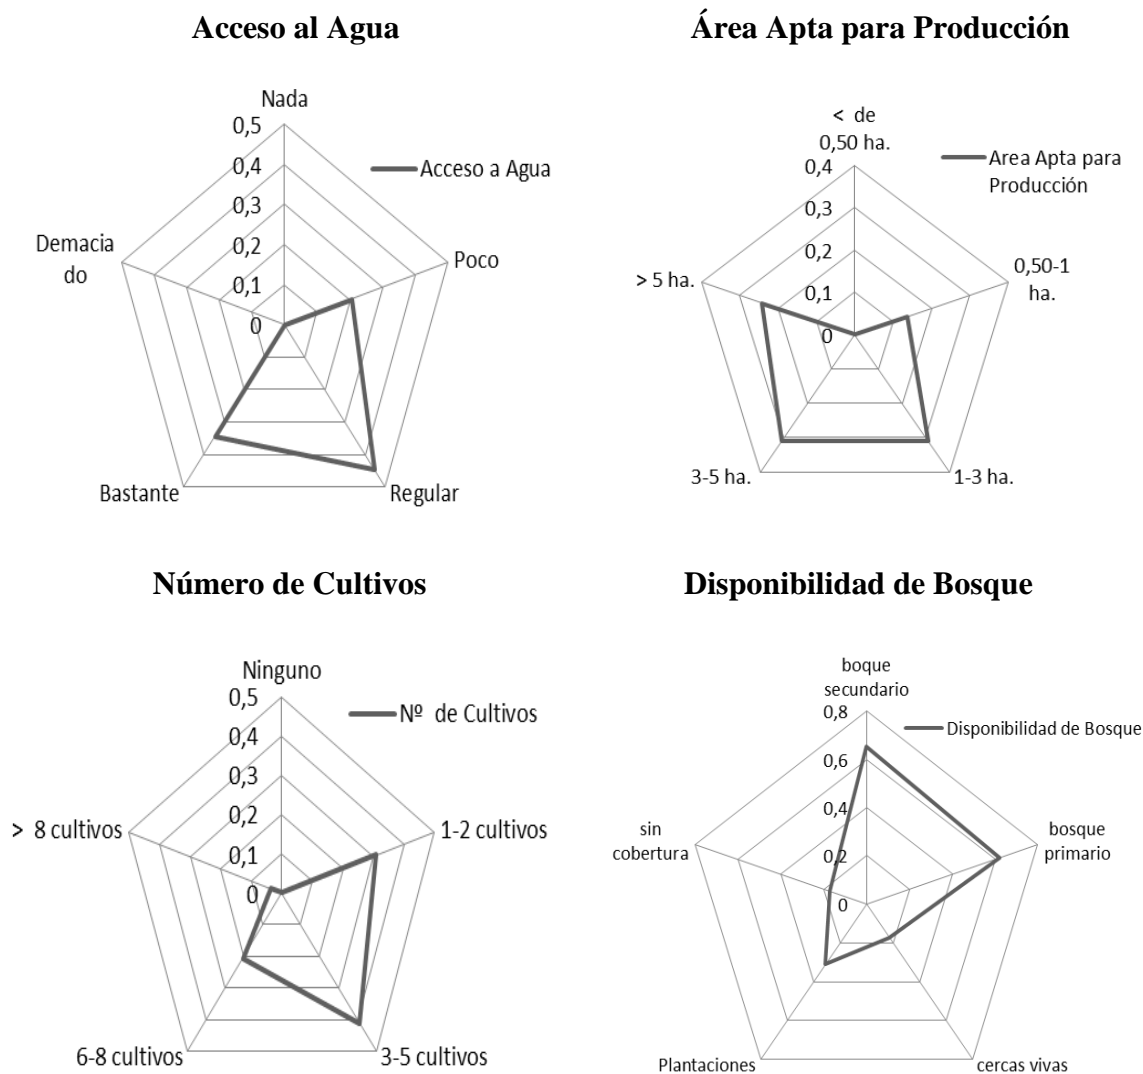 Acceso al Agua
Nada
0,5
0,4
0,3
0,2
0,1
0
Acceso a Agua
Demacia
do
Poco
Bastante
Regular
Área Apta para Producción
< de
0,50 ha.
0,4
0,3
0,2
0,1
0
Area Apta para
Producción
> 5 ha.
0,50-1
ha.
3-5 ha.
1-3 ha.
Número de Cultivos
Ninguno
0,5
0,4
0,3
0,2
0,1
0
Nº de Cultivos
> 8 cultivos
1-2 cultivos
6-8 cultivos
3-5 cultivos
Disponibilidad de Bosque
boque
secundario
0,8
0,6
0,4
0,2
0
Disponibilidad de Bosque
sin
cobertura
bosque
primario
Plantaciones
cercas vivas